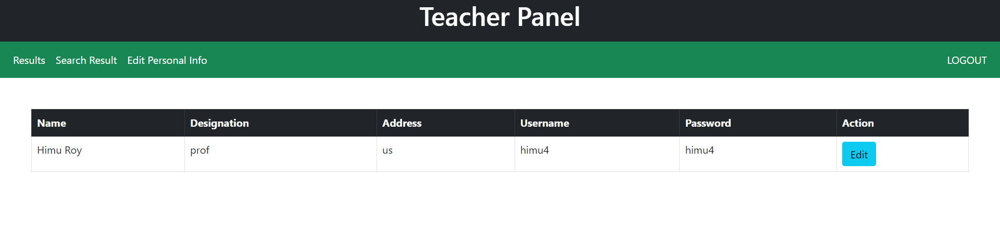 Teacher Panel
Results Search Result Edit Personal Info LOGOUT
Name Designation Address Username Password Action
Himu Roy prof us himu4 himu4 Edit